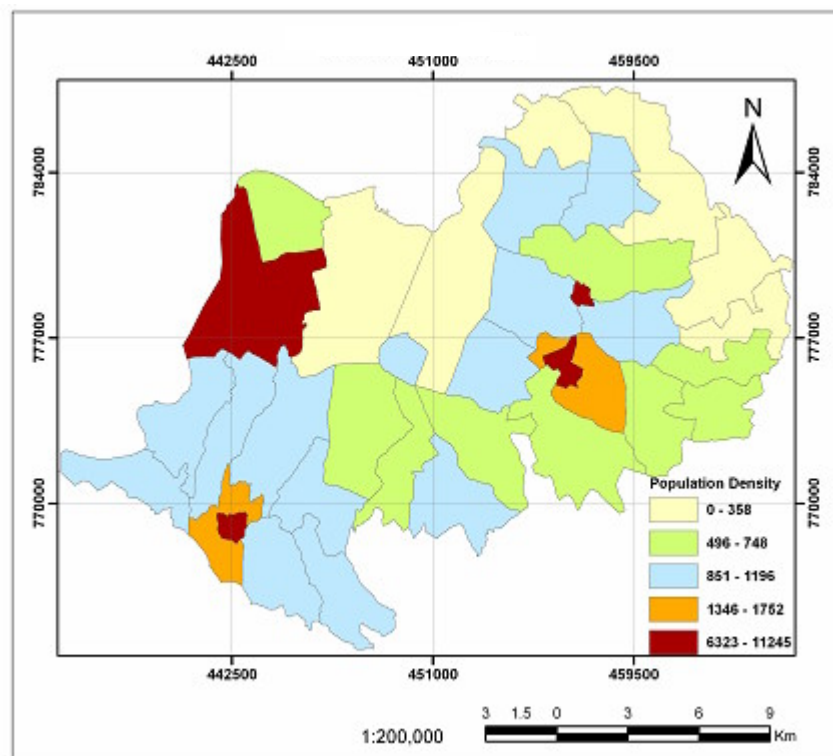 442500 451000 459500
N
784000 784000
777000 777000
770000 770000
Population Density
0 - 358
496 - 748
851 - 1196
1346 - 1752
6323 - 11245
442500 451000 459500
3 1.5 0 3 6 9
1:200,000 Km